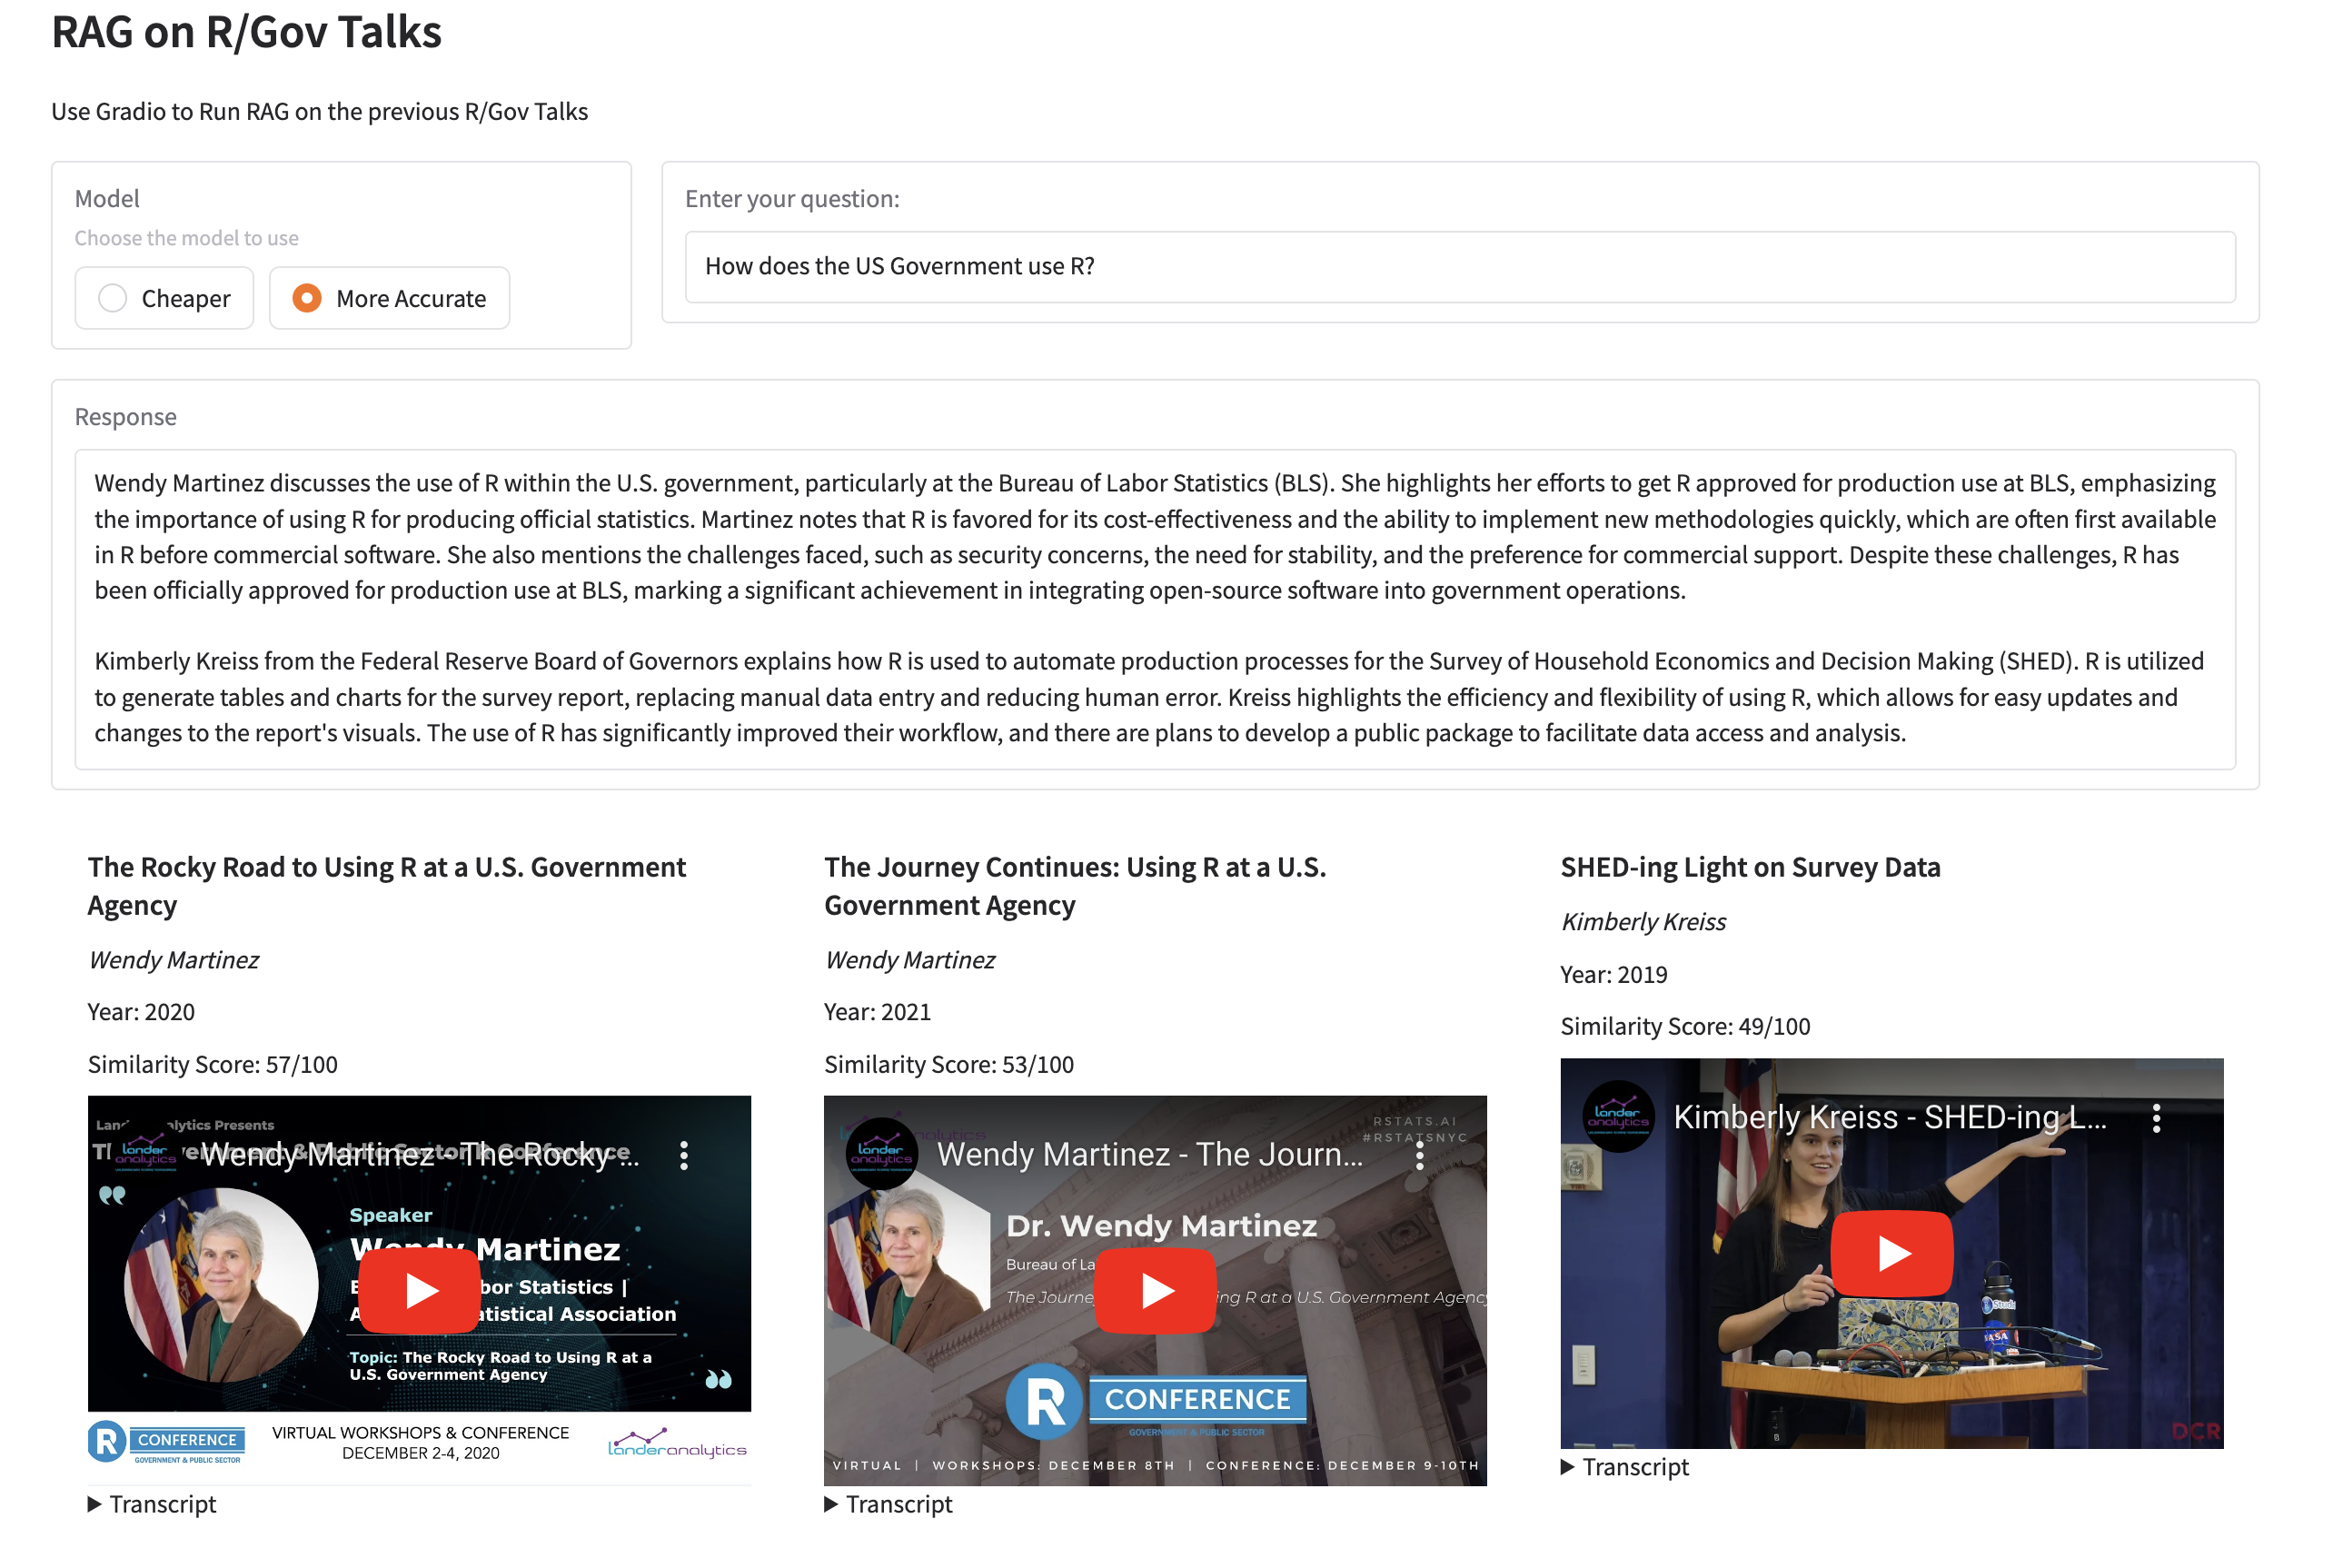 RAG on R/Gov Talks
Use Gradio to Run RAG on the previous R/Gov Talks
Model
Choose the model to use
Cheaper
More Accurate
Enter your question:
How does the US Government use R?
Response
Wendy Martinez discusses the use of R within the U.S. government, particularly at the Bureau of Labor Statistics (BLS). She highlights her efforts to get R approved for production use at BLS, emphasizing
the importance of using R for producing official statistics. Martinez notes that R is favored for its cost-effectiveness and the ability to implement new methodologies quickly, which are often first available
in R before commercial software. She also mentions the challenges faced, such as security concerns, the need for stability, and the preference for commercial support. Despite these challenges, R has
been officially approved for production use at BLS, marking a significant achievement in integrating open-source software into government operations.
Kimberly Kreiss from the Federal Reserve Board of Governors explains how R is used to automate production processes for the Survey of Household Economics and Decision Making (SHED). R is utilized
to generate tables and charts for the survey report, replacing manual data entry and reducing human error. Kreiss highlights the efficiency and flexibility of using R, which allows for easy updates and
changes to the report's visuals. The use of R has significantly improved their workflow, and there are plans to develop a public package to facilitate data access and analysis.
The Rocky Road to Using R at a U.S. Government
Agency
Wendy Martinez
Year: 2020
Similarity Score: 57/100
Presents
R Conference
lander
analytics
Wendy Martinez - The Rocky ...
Speaker
Wendy Martinez
Statistics |
Association
Topic: The Rocky Road to Using R at a
U.S. Government Agency
R CONFERENCE
GOVERNMENT & PUBLIC SECTOR
VIRTUAL WORKSHOPS & CONFERENCE
DECEMBER 2-4, 2020
landeranalytics
Transcript
The Journey Continues: Using R at a U.S.
Government Agency
Wendy Martinez
Year: 2021
Similarity Score: 53/100
RSTATS.AI
#RSTATSNYC
lander
analytics
Wendy Martinez - The Journ...
Dr. Wendy Martinez
Bureau of
The R at a U.S. Government Agency
R CONFERENCE
GOVERNMENT & PUBLIC SECTOR
VIRTUAL | WORKSHOPS: DECEMBER 8TH | CONFERENCE: DECEMBER 9-10TH
Transcript
SHED-ing Light on Survey Data
Kimberly Kreiss
Year: 2019
Similarity Score: 49/100
lander
analytics
Kimberly Kreiss - SHED-ing L...
NASA
DCR
Transcript